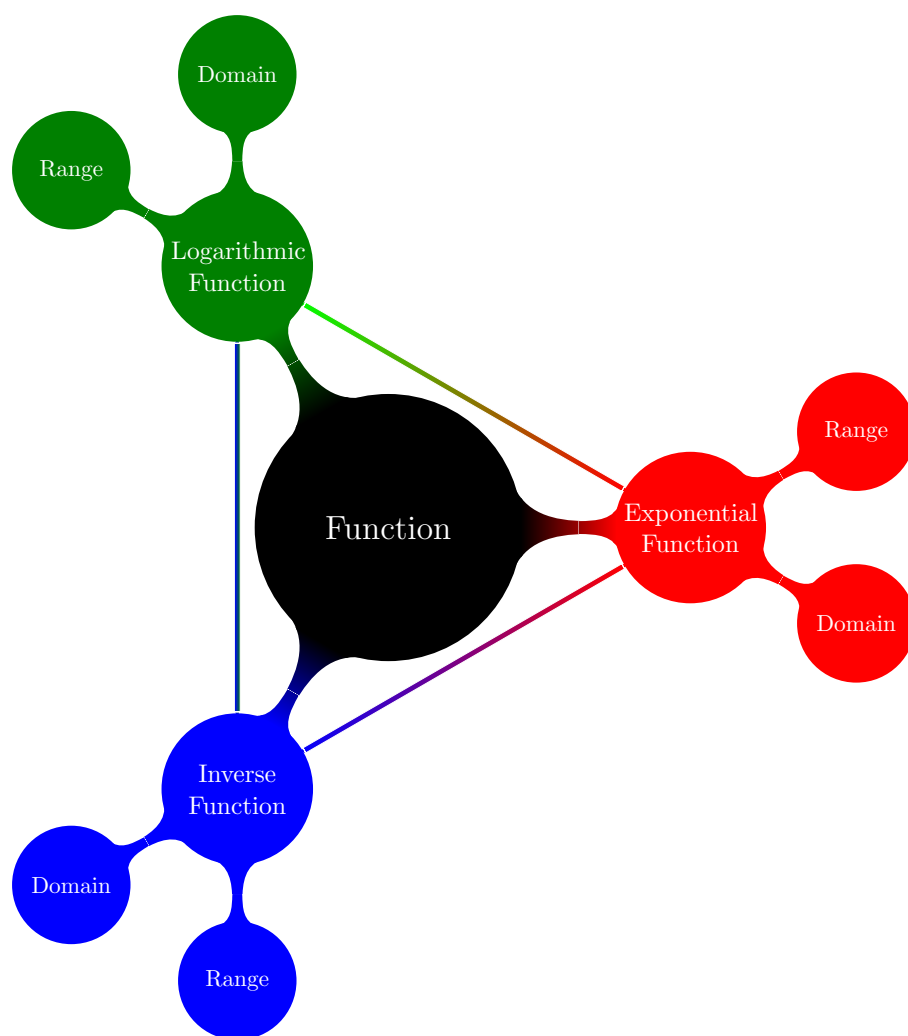 Domain
Range
Logarithmic
Function
Range
Function
Exponential
Function
Domain
Inverse
Function
Domain
Range